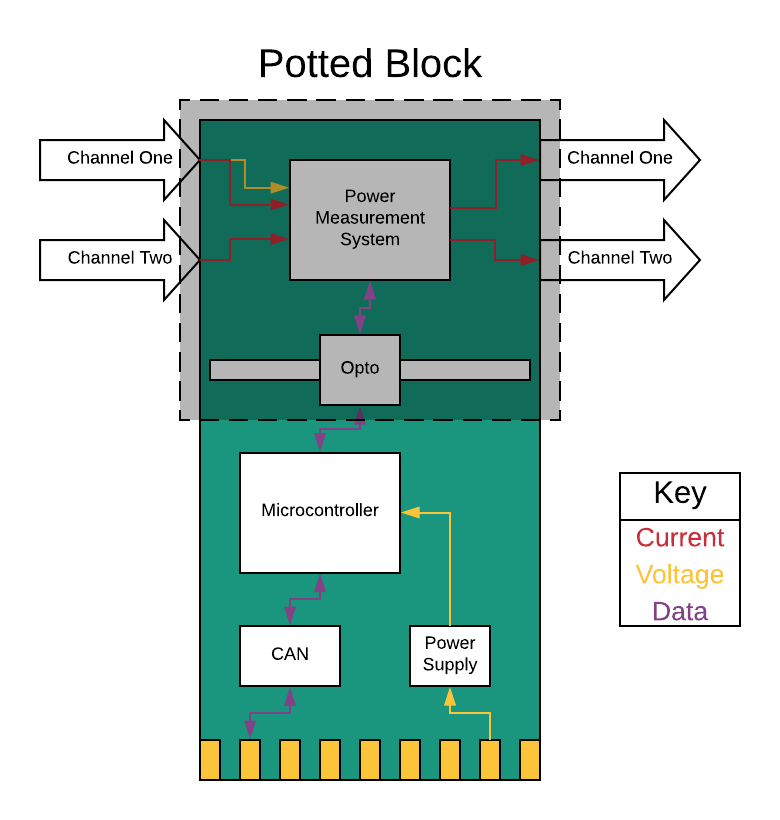 Potted Block
Channel One
Channel One
Power
Measurement
System
Channel Two
Channel Two
Opto
Microcontroller
Key
Current
Voltage
Data
CAN
Power
Supply